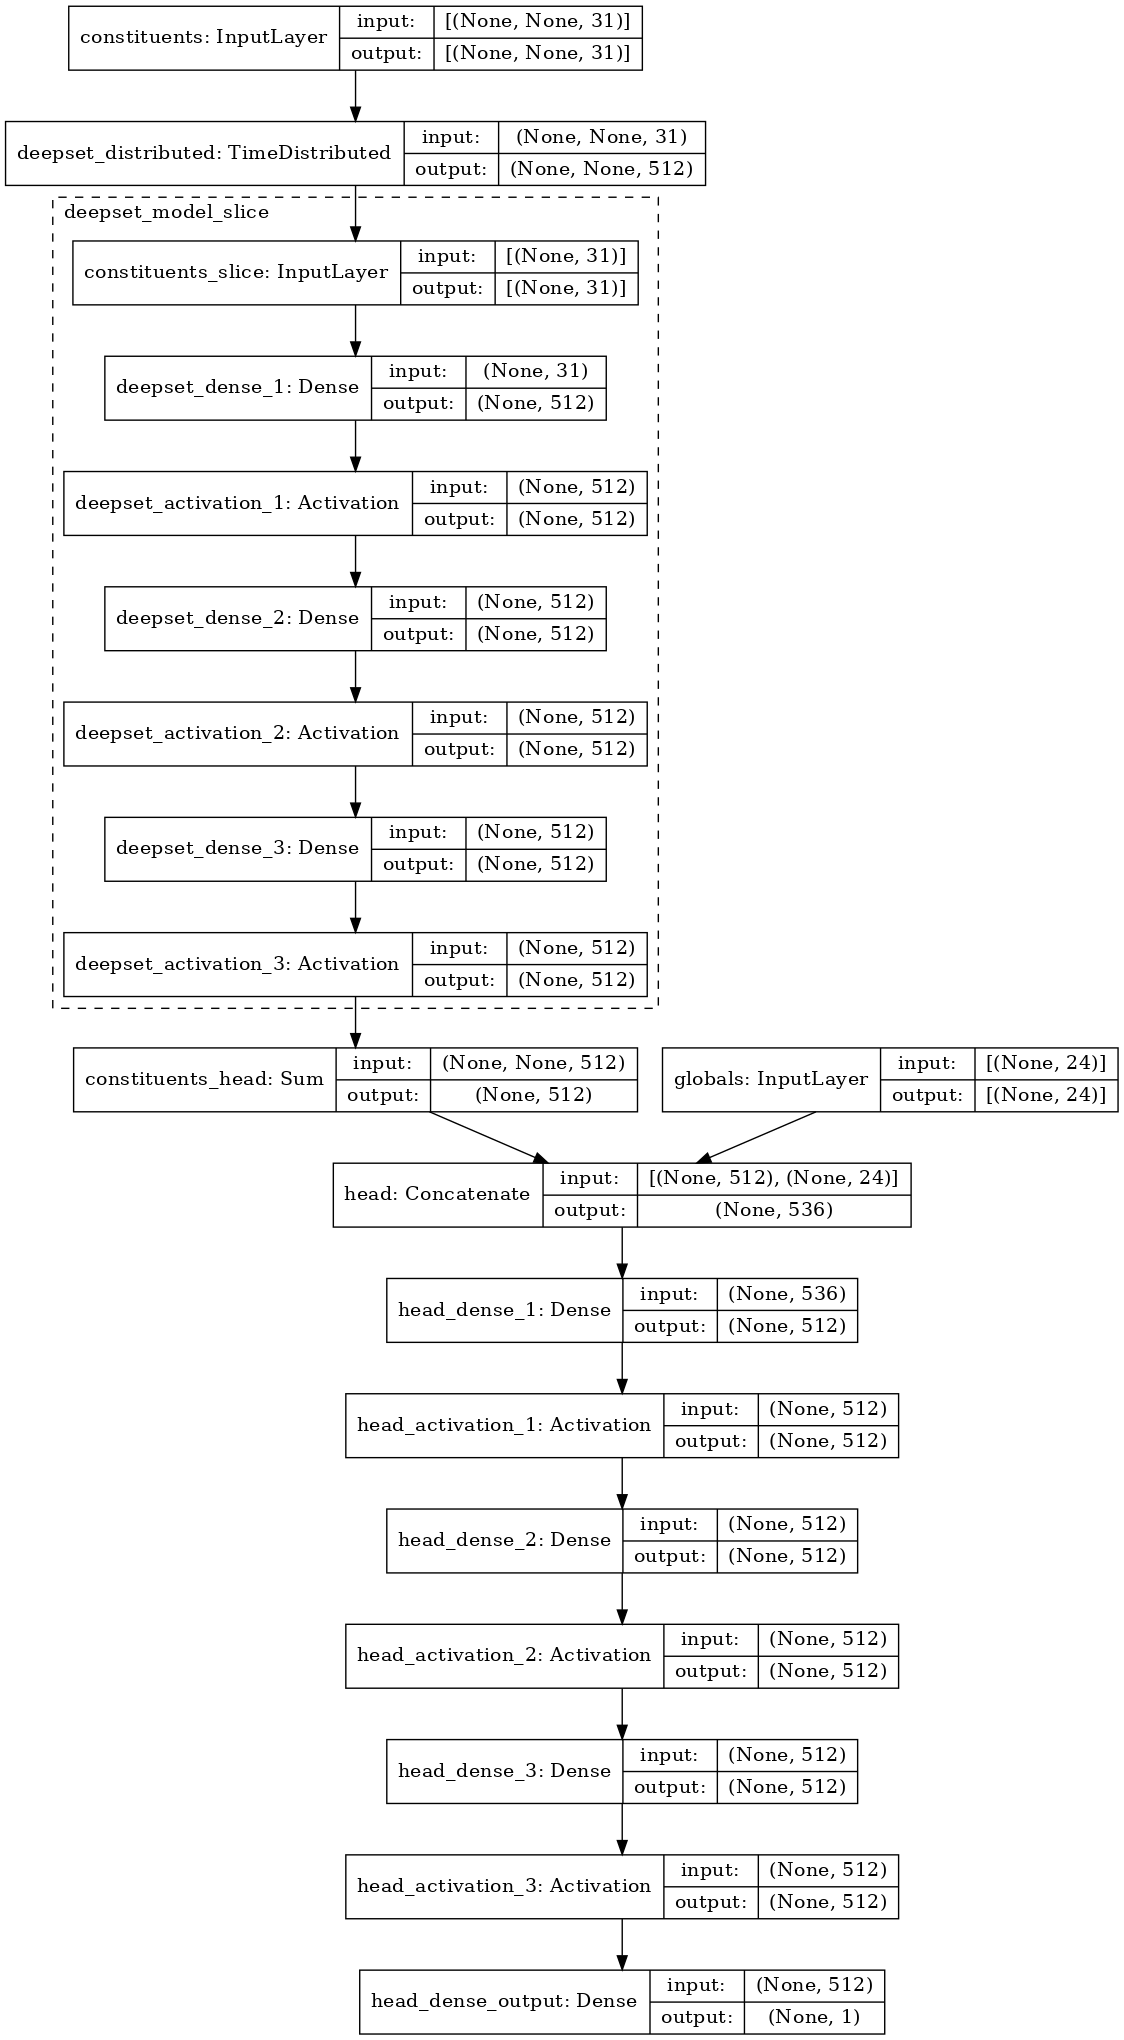 constituents: InputLayer
input:
[(None, None, 31)]
output:
[(None, None, 31)]
deepset_distributed: TimeDistributed
input:
(None, None, 31)
output:
(None, None, 512)
deepset_model_slice
constituents_slice: InputLayer
input:
[(None, 31)]
output:
[(None, 31)]
deepset_dense_1: Dense
input:
(None, 31)
output:
(None, 512)
deepset_activation_1: Activation
input:
(None, 512)
output:
(None, 512)
deepset_dense_2: Dense
input:
(None, 512)
output:
(None, 512)
deepset_activation_2: Activation
input:
(None, 512)
output:
(None, 512)
deepset_dense_3: Dense
input:
(None, 512)
output:
(None, 512)
deepset_activation_3: Activation
input:
(None, 512)
output:
(None, 512)
constituents_head: Sum
input:
(None, None, 512)
output:
(None, 512)
globals: InputLayer
input:
[(None, 24)]
output:
[(None, 24)]
head: Concatenate
input:
[(None, 512), (None, 24)]
output:
(None, 536)
head_dense_1: Dense
input:
(None, 536)
output:
(None, 512)
head_activation_1: Activation
input:
(None, 512)
output:
(None, 512)
head_dense_2: Dense
input:
(None, 512)
output:
(None, 512)
head_activation_2: Activation
input:
(None, 512)
output:
(None, 512)
head_dense_3: Dense
input:
(None, 512)
output:
(None, 512)
head_activation_3: Activation
input:
(None, 512)
output:
(None, 512)
head_dense_output: Dense
input:
(None, 512)
output:
(None, 1)